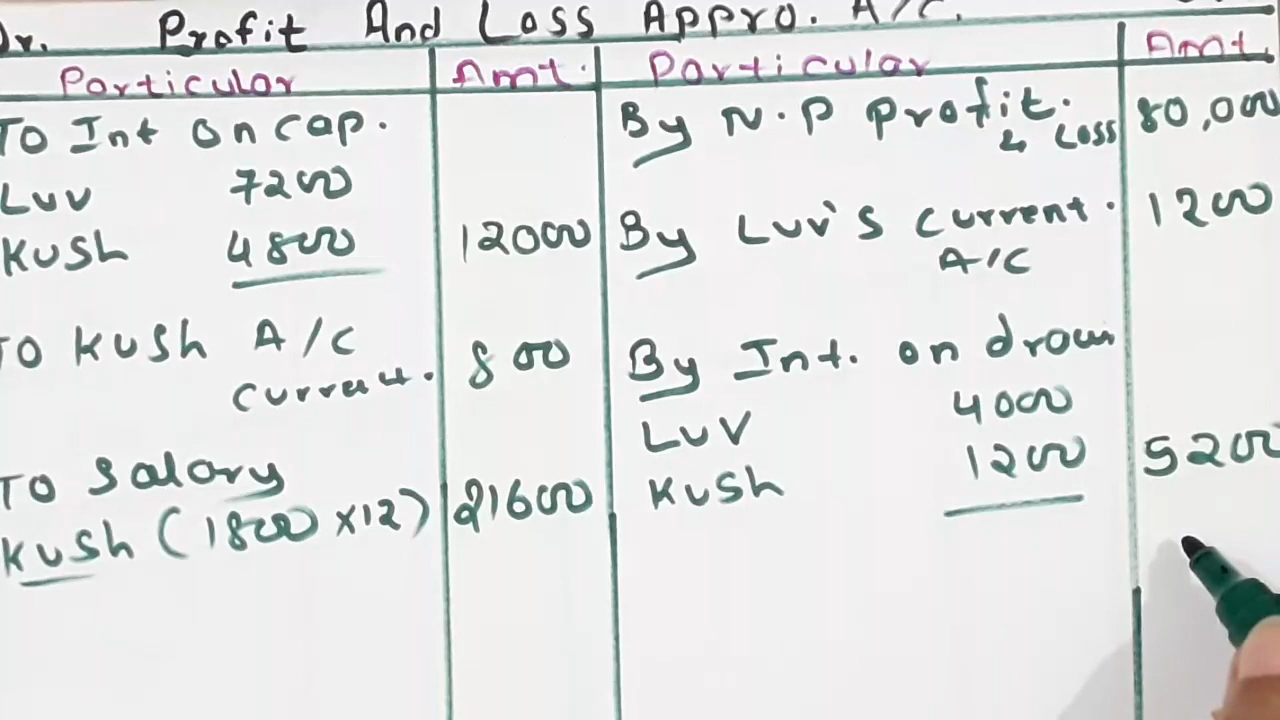 Dr. Profit And Loss Appro. A/C.
Particular Amt. Particular Amt.
To Int on cap. By N.P Profit. 80,000
& Loss
Luv 7200
Kush 4800 12000 By Luv's Current. 1200
A/C
To Kush A/C 800 By Int. on draw
current.
Luv 4000
To Salary Kush 1200 5200
Kush (1800 x12) 21600